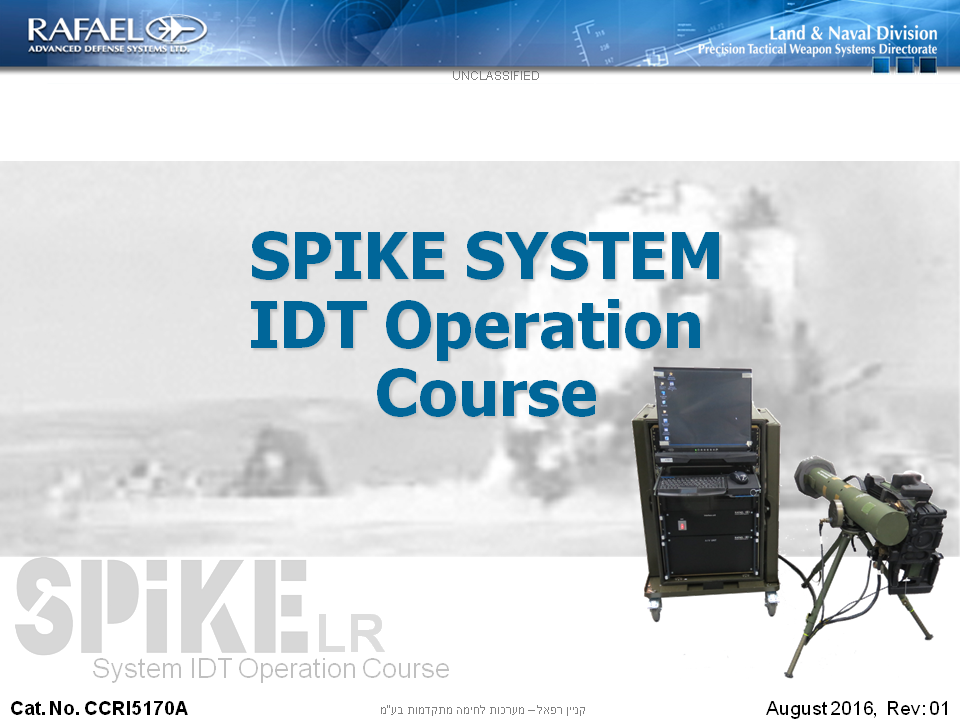 RAFAEL
ADVANCED DEFENSE SYSTEMS LTD.
Land & Naval Division
Precision Tactical Weapon Systems Directorate
UNCLASSIFIED
SPIKE SYSTEM
IDT Operation
Course
SPiKE LR
System IDT Operation Course
Cat. No. CCRI5170A
קניין רפאל – מערכות לחימה מתקדמות בע"מ
August 2016, Rev: 01